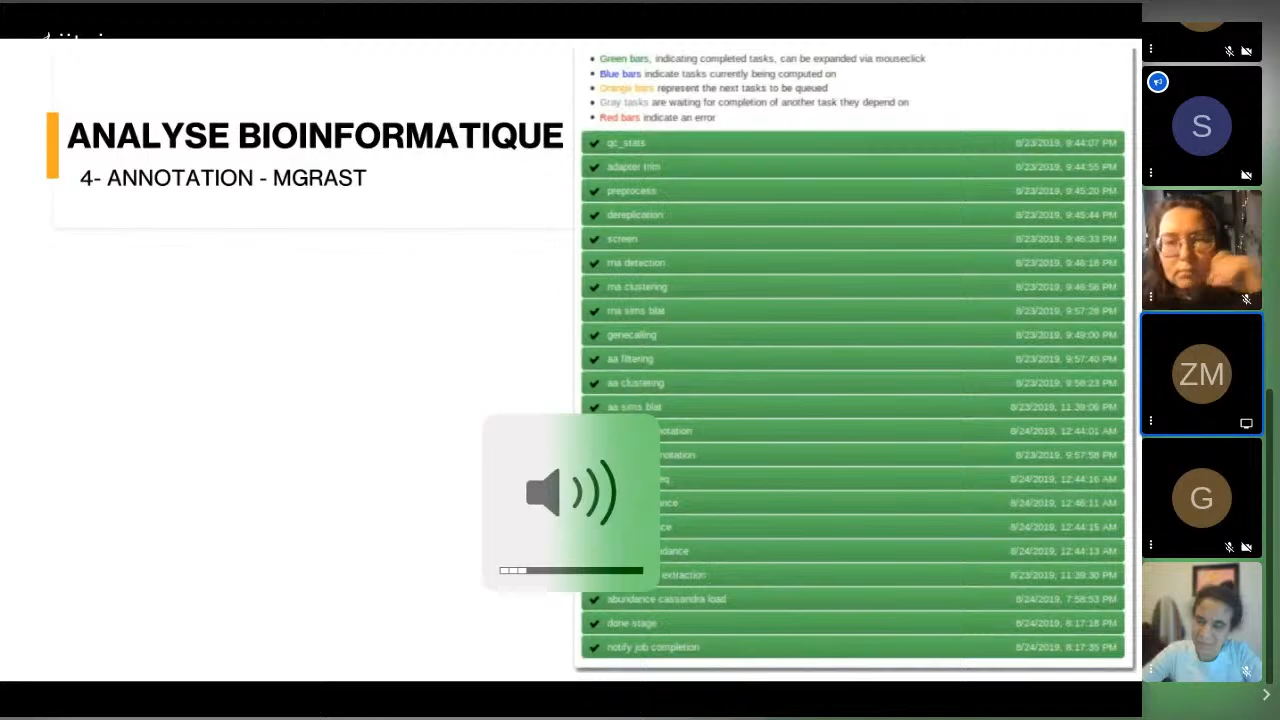 ANALYSE BIOINFORMATIQUE
4- ANNOTATION - MGRAST
Green bars, indicating completed tasks, can be expanded via mouseclick
Blue bars indicate tasks currently being computed on
Orange bars represent the next tasks to be queued
Gray tasks are waiting for completion of another task they depend on
Red bars indicate an error
qc_stats 8/23/2019, 9:44:07 PM
adapter trim 8/23/2019, 9:44:55 PM
preprocess 8/23/2019, 9:45:20 PM
dereplication 8/23/2019, 9:45:44 PM
screen 8/23/2019, 9:46:33 PM
rna detection 8/23/2019, 9:46:18 PM
rna clustering 8/23/2019, 9:46:56 PM
rna sims blat 8/23/2019, 9:57:28 PM
genecalling 8/23/2019, 9:49:00 PM
aa filtering 8/23/2019, 9:57:40 PM
aa clustering 8/23/2019, 9:58:23 PM
aa sims blat 8/23/2019, 11:39:06 PM
notation 8/24/2019, 12:44:01 AM
notation 8/23/2019, 9:57:58 PM
eq 8/24/2019, 12:44:16 AM
ance 8/24/2019, 12:46:11 AM
ce 8/24/2019, 12:44:15 AM
dance 8/24/2019, 12:44:13 AM
extraction 8/23/2019, 11:39:30 PM
abundance cassandra load 8/24/2019, 7:58:53 PM
done stage 8/24/2019, 8:17:18 PM
notify job completion 8/24/2019, 8:17:35 PM
S
ZM
G